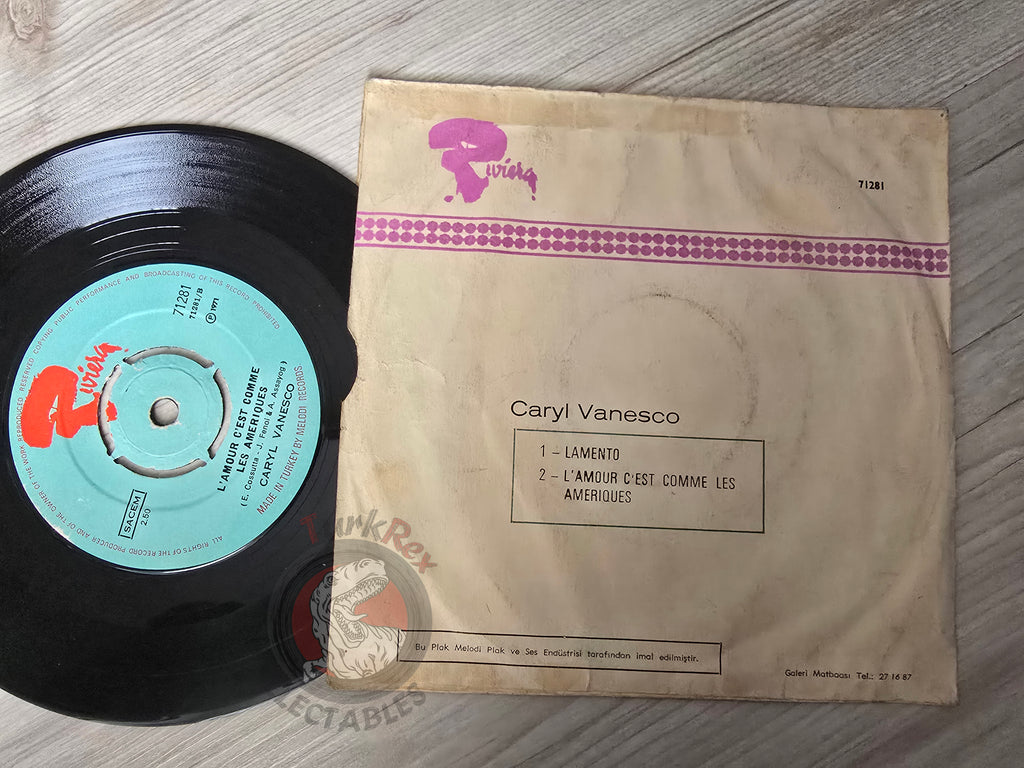 Riviera
71281
Caryl Vanesco
1 – LAMENTO
2 – L'AMOUR C'EST COMME LES
AMERIQUES
Bu Plak Melodi Plak ve Ses Endüstrisi tarafından imal edilmiştir.
Galeri Matbaası Tel.: 27 16 87
ALL RIGHTS OF THE RECORD PRODUCER AND OF THE OWNER OF THE WORK REPRODUCED RESERVED COPYING PUBLIC PERFORMANCE AND BROADCASTING OF THIS RECORD PROHIBITED
Riviera
71281
71281/B
Ⓟ 1971
L'AMOUR C'EST COMME
LES AMERIQUES
( E. Cossutta - J. Feriol & A. Assayog )
CARYL VANESCO
MADE IN TURKEY BY MELODI RECORDS
SACEM
2.50
TurkRex
LECTABLES